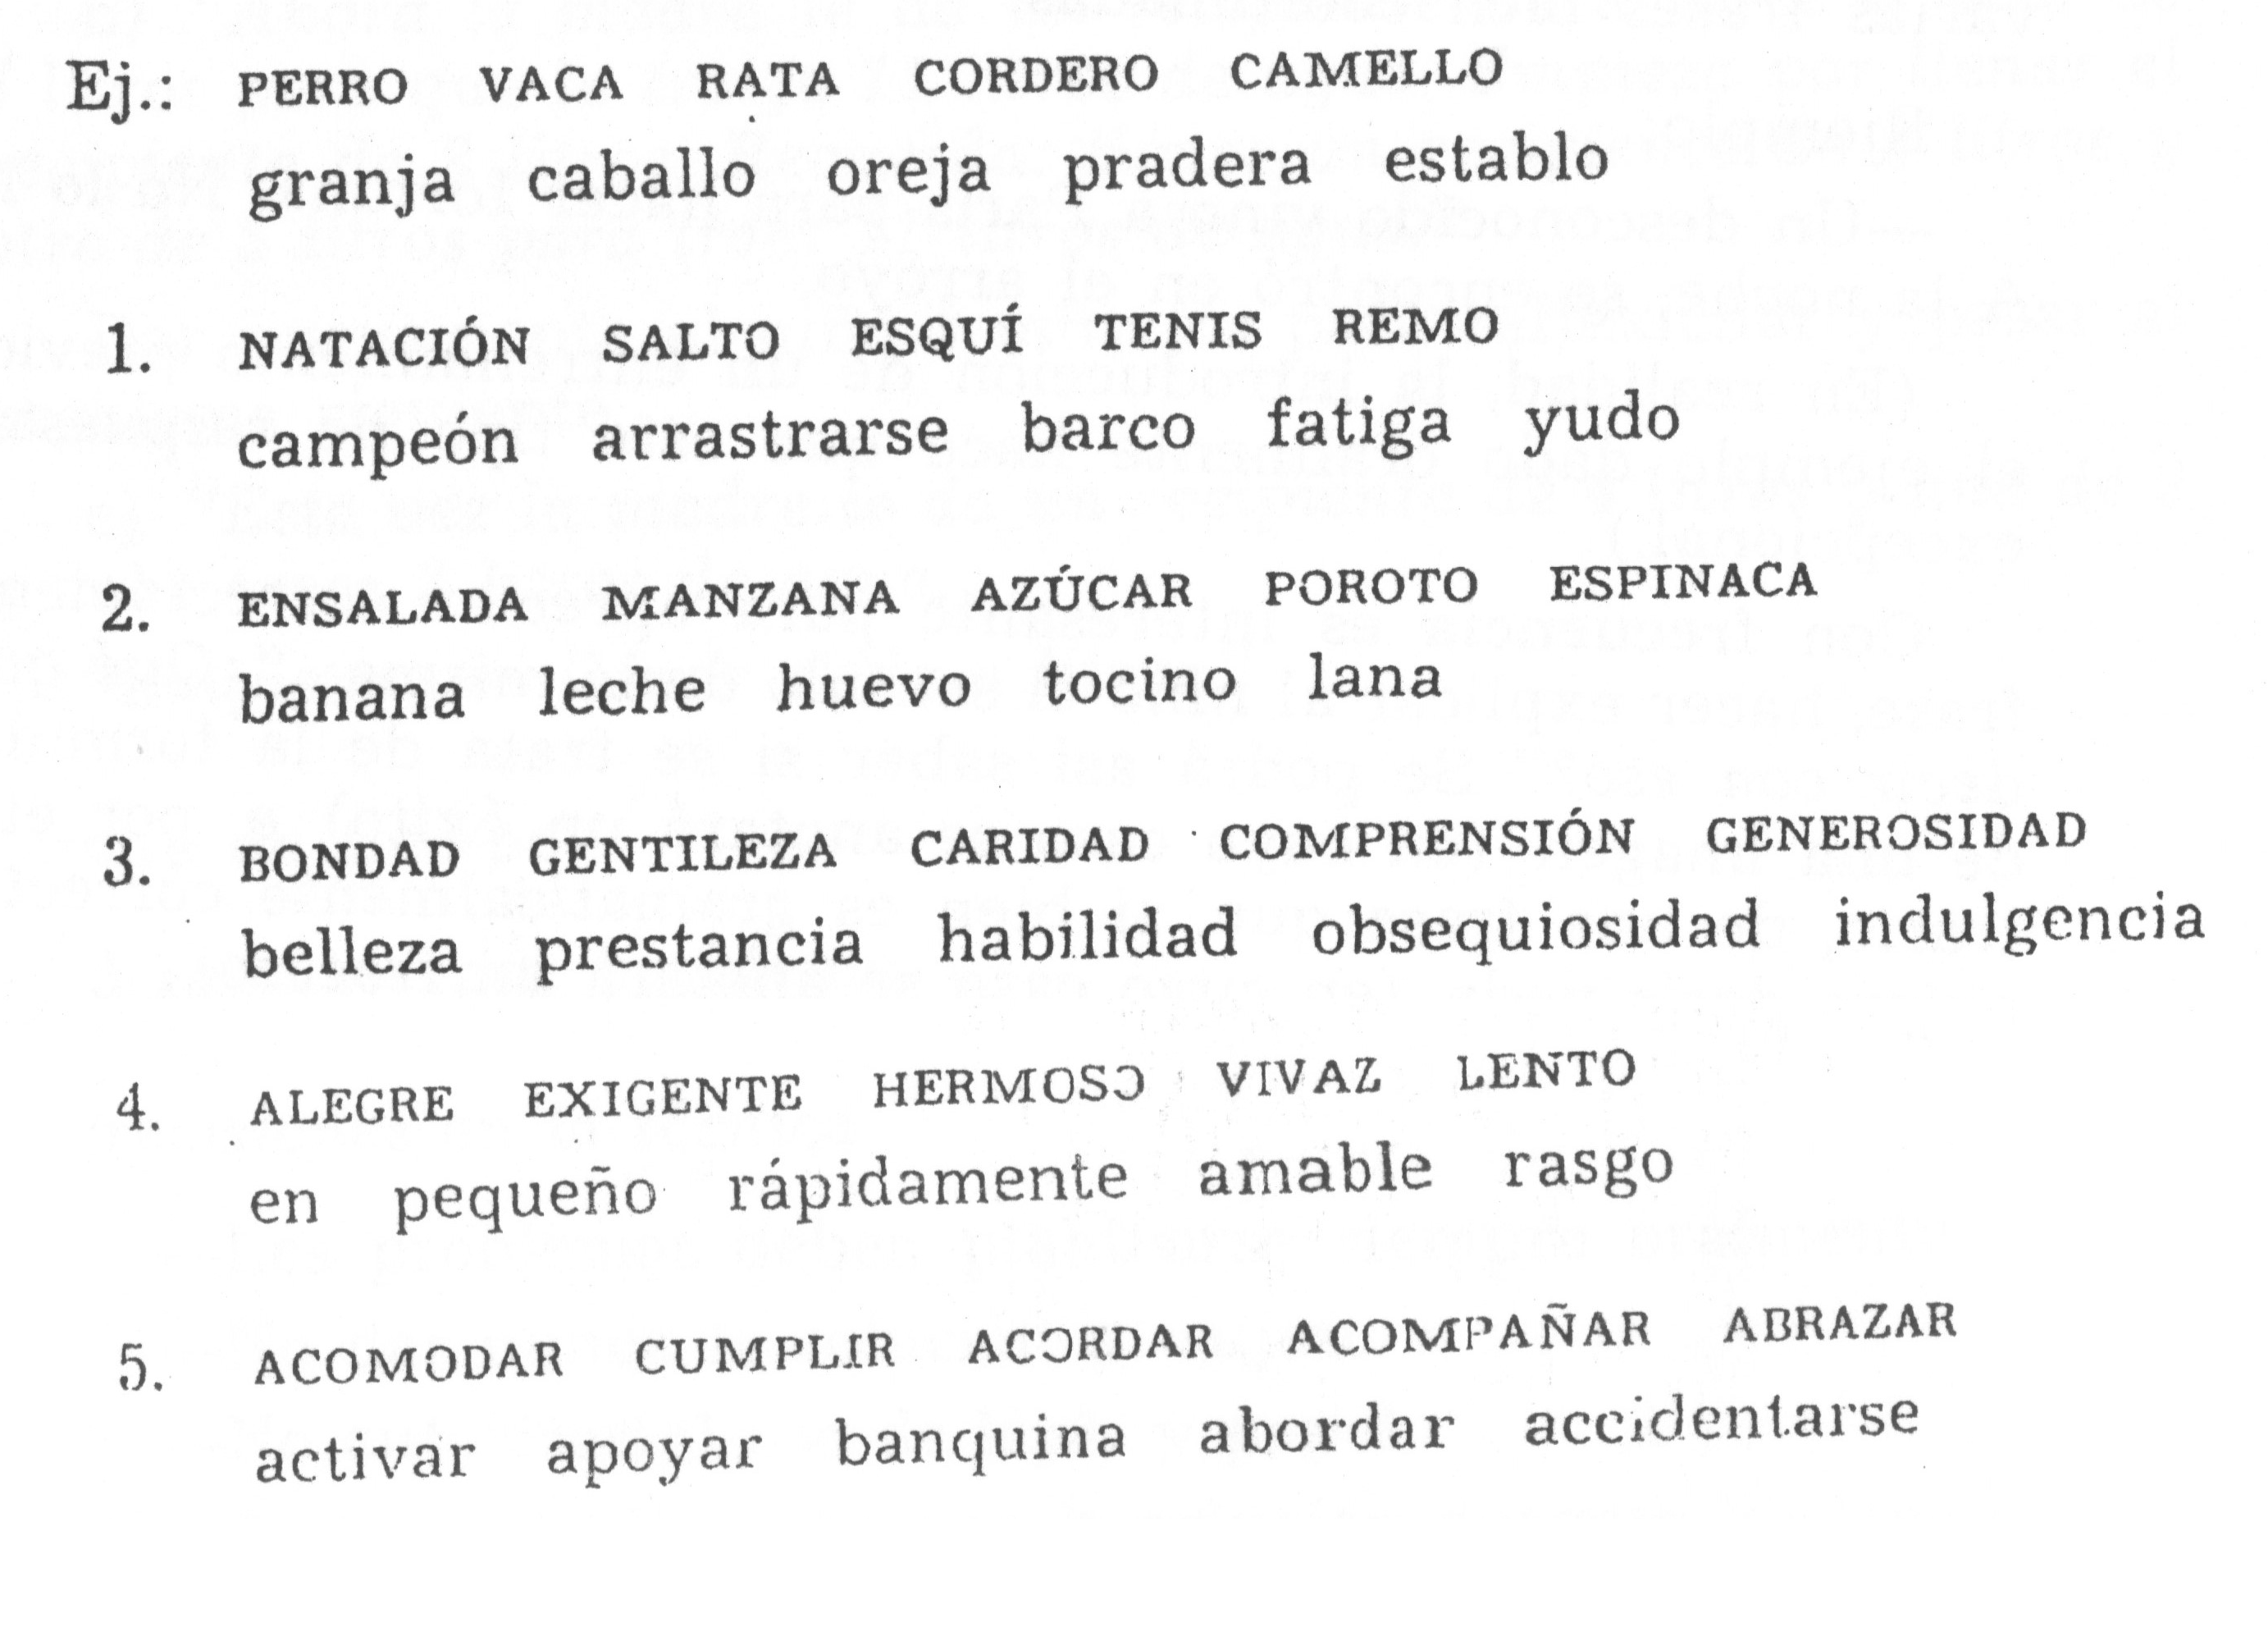 Ej.: PERRO VACA RATA CORDERO CAMELLO
granja caballo oreja pradera establo
1. NATACIÓN SALTO ESQUÍ TENIS REMO
campeón arrastrarse barco fatiga yudo
2. ENSALADA MANZANA AZÚCAR POROTO ESPINACA
banana leche huevo tocino lana
3. BONDAD GENTILEZA CARIDAD COMPRENSIÓN GENEROSIDAD
belleza prestancia habilidad obsequiosidad indulgencia
4. ALEGRE EXIGENTE HERMOSO VIVAZ LENTO
en pequeño rápidamente amable rasgo
5. ACOMODAR CUMPLIR ACORDAR ACOMPAÑAR ABRAZAR
activar apoyar banquina abordar accidentarse